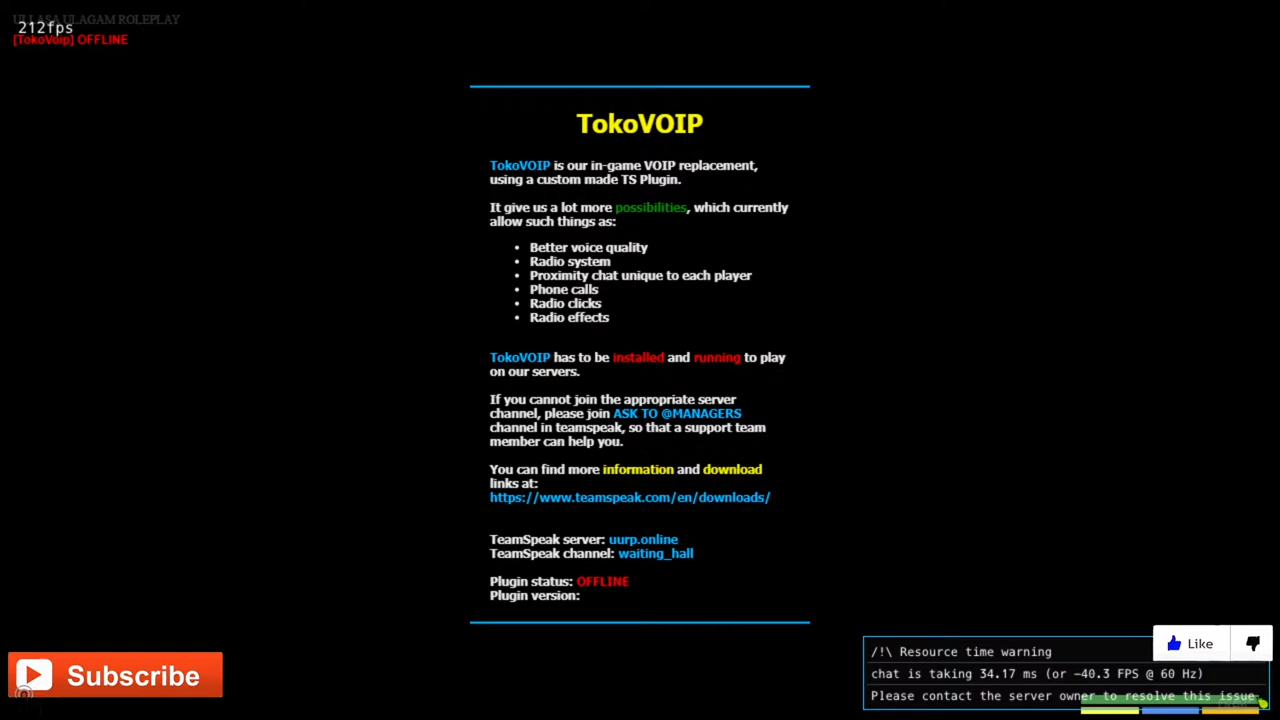 ULLASA ULAGAM ROLEPLAY
212fps
[TokoVoip] OFFLINE
TokoVOIP
TokoVOIP is our in-game VOIP replacement,
using a custom made TS Plugin.
It give us a lot more possibilities, which currently
allow such things as:
• Better voice quality
• Radio system
• Proximity chat unique to each player
• Phone calls
• Radio clicks
• Radio effects
TokoVOIP has to be installed and running to play
on our servers.
If you cannot join the appropriate server
channel, please join ASK TO @MANAGERS
channel in teamspeak, so that a support team
member can help you.
You can find more information and download
links at:
https://www.teamspeak.com/en/downloads/
TeamSpeak server: uurp.online
TeamSpeak channel: waiting_hall
Plugin status: OFFLINE
Plugin version:
Subscribe
Like
/!\ Resource time warning
chat is taking 34.17 ms (or -40.3 FPS @ 60 Hz)
Please contact the server owner to resolve this issue.